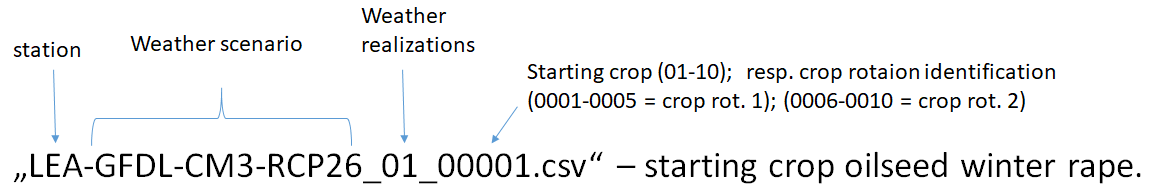 station
Weather scenario
Weather
realizations
Starting crop (01-10);  resp. crop rotaion identification
(0001-0005 = crop rot. 1); (0006-0010 = crop rot. 2)
„LEA-GFDL-CM3-RCP26_01_00001.csv“ – starting crop oilseed winter rape.